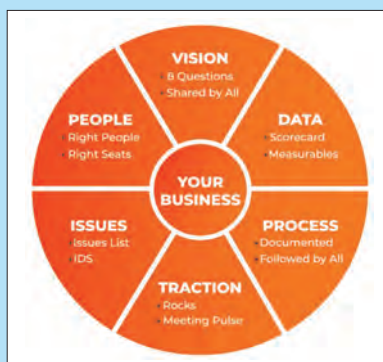 VISION
8 Questions
Shared by All
DATA
Scorecard
Measurables
PROCESS
Documented
Followed by All
TRACTION
Rocks
Meeting Pulse
ISSUES
Issues List
IDS
PEOPLE
Right People
Right Seats
YOUR
BUSINESS